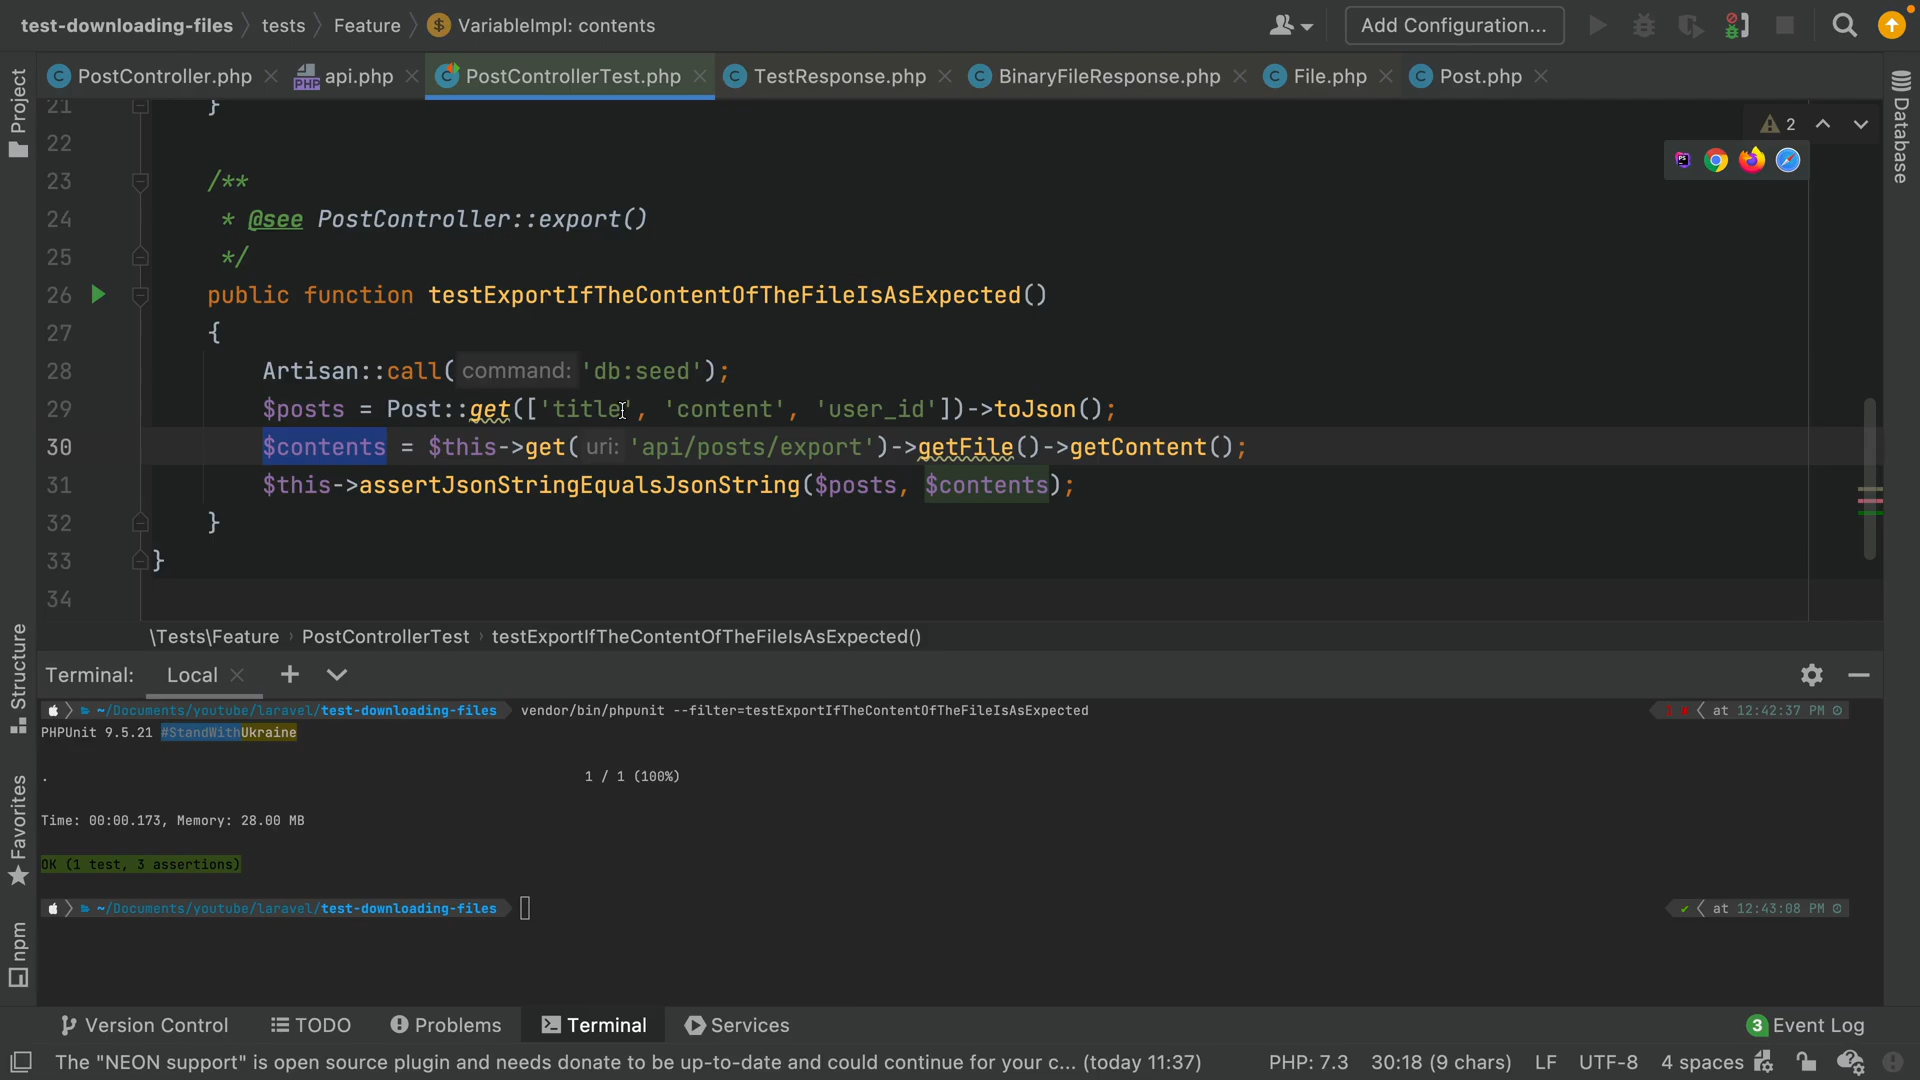 test-downloading-files tests Feature VariableImpl: contents Add Configuration...
PostController.php api.php PostControllerTest.php TestResponse.php BinaryFileResponse.php File.php Post.php
Project
Database
21 }
2
22
23 /**
24 * @see PostController::export()
25 */
26 public function testExportIfTheContentOfTheFileIsAsExpected()
27 {
28 Artisan::call( command: 'db:seed');
29 $posts = Post::get(['title', 'content', 'user_id'])->toJson();
30 $contents = $this->get( uri: 'api/posts/export')->getFile()->getContent();
31 $this->assertJsonStringEqualsJsonString($posts, $contents);
32 }
33 }
34
\Tests\Feature PostControllerTest testExportIfTheContentOfTheFileIsAsExpected()
Structure
Terminal: Local
~/Documents/youtube/laravel/test-downloading-files vendor/bin/phpunit --filter=testExportIfTheContentOfTheFileIsAsExpected at 12:42:37 PM
PHPUnit 9.5.21 #StandWithUkraine
. 1 / 1 (100%)
Favorites
Time: 00:00.173, Memory: 28.00 MB
OK (1 test, 3 assertions)
~/Documents/youtube/laravel/test-downloading-files at 12:43:08 PM
npm
Version Control TODO Problems Terminal Services 3 Event Log
The "NEON support" is open source plugin and needs donate to be up-to-date and could continue for your c... (today 11:37) PHP: 7.3 30:18 (9 chars) LF UTF-8 4 spaces